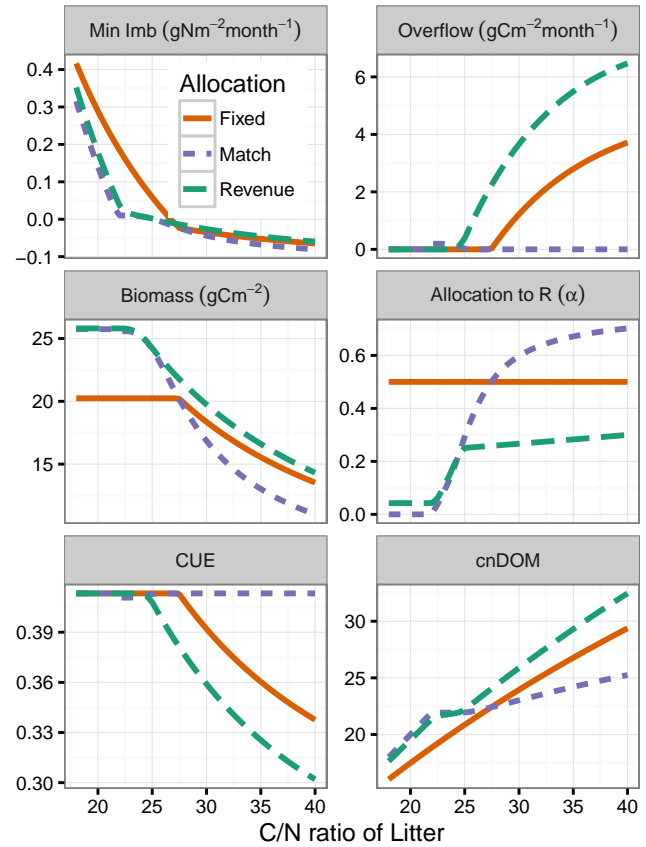 Min Imb (gNm⁻²month⁻¹)
Overflow (gCm⁻²month⁻¹)
0.4
0.3
0.2
0.1
0.0
−0.1
Allocation
Fixed
Match
Revenue
6
4
2
0
Biomass (gCm⁻²)
Allocation to R (α)
25
20
15
0.6
0.4
0.2
0.0
CUE
cnDOM
0.39
0.36
0.33
0.30
30
25
20
20 25 30 35 40
20 25 30 35 40
C/N ratio of Litter